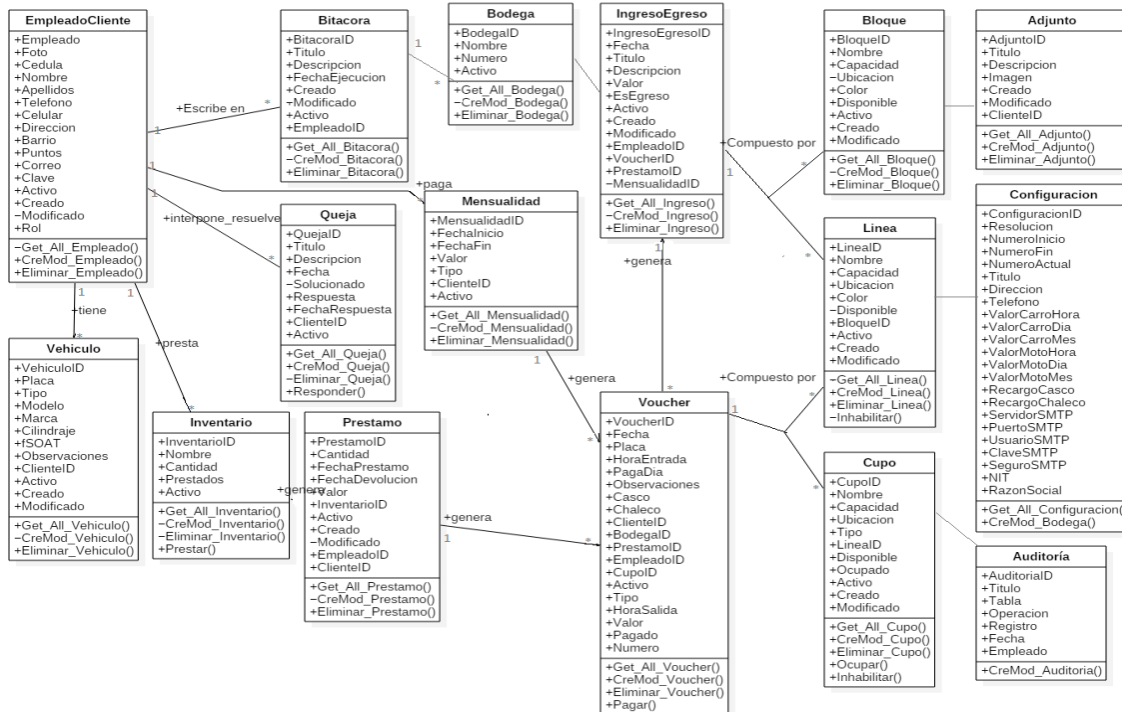 EmpleadoCliente
+Empleado
+Foto
+Cedula
+Nombre
+Apellidos
+Telefono
+Celular
+Direccion
+Barrio
+Puntos
+Correo
+Clave
+Activo
+Creado
−Modificado
+Rol
−Get_All_Empleado()
+CreMod_Empleado()
+Eliminar_Empleado()
1
+Escribe en
*
1
1
+paga
1
+interpone_resuelve
*
1
+tiene
*
1
+presta
*
Bitacora
+BitacoraID
+Titulo
+Descripcion
+FechaEjecucion
+Creado
−Modificado
+Activo
+EmpleadoID
+Get_All_Bitacora()
−CreMod_Bitacora()
+Eliminar_Bitacora()
1
*
Bodega
+BodegaID
+Nombre
+Numero
+Activo
+Get_All_Bodega()
−CreMod_Bodega()
+Eliminar_Bodega()
IngresoEgreso
+IngresoEgresoID
+Fecha
+Titulo
+Descripcion
+Valor
+EsEgreso
+Activo
+Creado
+Modificado
+EmpleadoID
+VoucherID
+PrestamoID
−MensualidadID
+Get_All_Ingreso()
−CreMod_Ingreso()
+Eliminar_Ingreso()
1
+genera
*
+Compuesto por
1
*
*
Bloque
+BloqueID
+Nombre
+Capacidad
−Ubicacion
+Color
+Disponible
+Activo
+Creado
+Modificado
+Get_All_Bloque()
−CreMod_Bloque()
+Eliminar_Bloque()
Adjunto
+AdjuntoID
+Titulo
+Descripcion
+Imagen
+Creado
+Modificado
+ClienteID
+Get_All_Adjunto()
+CreMod_Adjunto()
+Eliminar_Adjunto()
Queja
+QuejaID
+Titulo
+Descripcion
+Fecha
−Solucionado
+Respuesta
+FechaRespuesta
+ClienteID
+Activo
+Get_All_Queja()
+CreMod_Queja()
−Eliminar_Queja()
+Responder()
Mensualidad
+MensualidadID
+FechaInicio
+FechaFin
+Valor
+Tipo
+ClienteID
+Activo
+Get_All_Mensualidad()
−CreMod_Mensualidad()
+Eliminar_Mensualidad()
1
+genera
*
Linea
+LineaID
+Nombre
+Capacidad
+Ubicacion
+Color
−Disponible
+BloqueID
+Activo
+Creado
+Modificado
−Get_All_Linea()
+CreMod_Linea()
+Eliminar_Linea()
−Inhabilitar()
Configuracion
+ConfiguracionID
+Resolucion
+NumeroInicio
+NumeroFin
+NumeroActual
+Titulo
+Direccion
+Telefono
+ValorCarroHora
+ValorCarroDia
+ValorCarroMes
+ValorMotoHora
+ValorMotoDia
+ValorMotoMes
+RecargoCasco
+RecargoChaleco
+ServidorSMTP
+PuertoSMTP
+UsuarioSMTP
+ClaveSMTP
+SeguroSMTP
+NIT
+RazonSocial
+Get_All_Configuracion()
+CreMod_Bodega()
Vehiculo
+VehiculoID
+Placa
+Tipo
+Modelo
+Marca
+Cilindraje
+fSOAT
+Observaciones
+ClienteID
+Activo
+Creado
+Modificado
+Get_All_Vehiculo()
−CreMod_Vehiculo()
+Eliminar_Vehiculo()
Inventario
+InventarioID
+Nombre
+Cantidad
+Prestados
+Activo
+Get_All_Inventario()
−CreMod_Inventario()
−Eliminar_Inventario()
+Prestar()
+genera
Prestamo
+PrestamoID
+Cantidad
+FechaPrestamo
+FechaDevolucion
+Valor
+InventarioID
+Activo
+Creado
−Modificado
+EmpleadoID
+ClienteID
+Get_All_Prestamo()
−CreMod_Prestamo()
+Eliminar_Prestamo()
+genera
1
*
Voucher
+VoucherID
+Fecha
+Placa
+HoraEntrada
+PagaDia
+Observaciones
+Casco
+Chaleco
+ClienteID
+BodegaID
+PrestamoID
+EmpleadoID
+CupoID
+Activo
+Tipo
+HoraSalida
+Valor
+Pagado
+Numero
+Get_All_Voucher()
+CreMod_Voucher()
+Eliminar_Voucher()
+Pagar()
+Compuesto por
1
*
*
Cupo
+CupoID
+Nombre
+Capacidad
+Ubicacion
+Tipo
+LineaID
+Disponible
+Ocupado
+Activo
+Creado
+Modificado
+Get_All_Cupo()
+CreMod_Cupo()
+Eliminar_Cupo()
+Ocupar()
+Inhabilitar()
Auditoría
+AuditoriaID
+Titulo
+Tabla
+Operacion
+Registro
+Fecha
+Empleado
+CreMod_Auditoria()